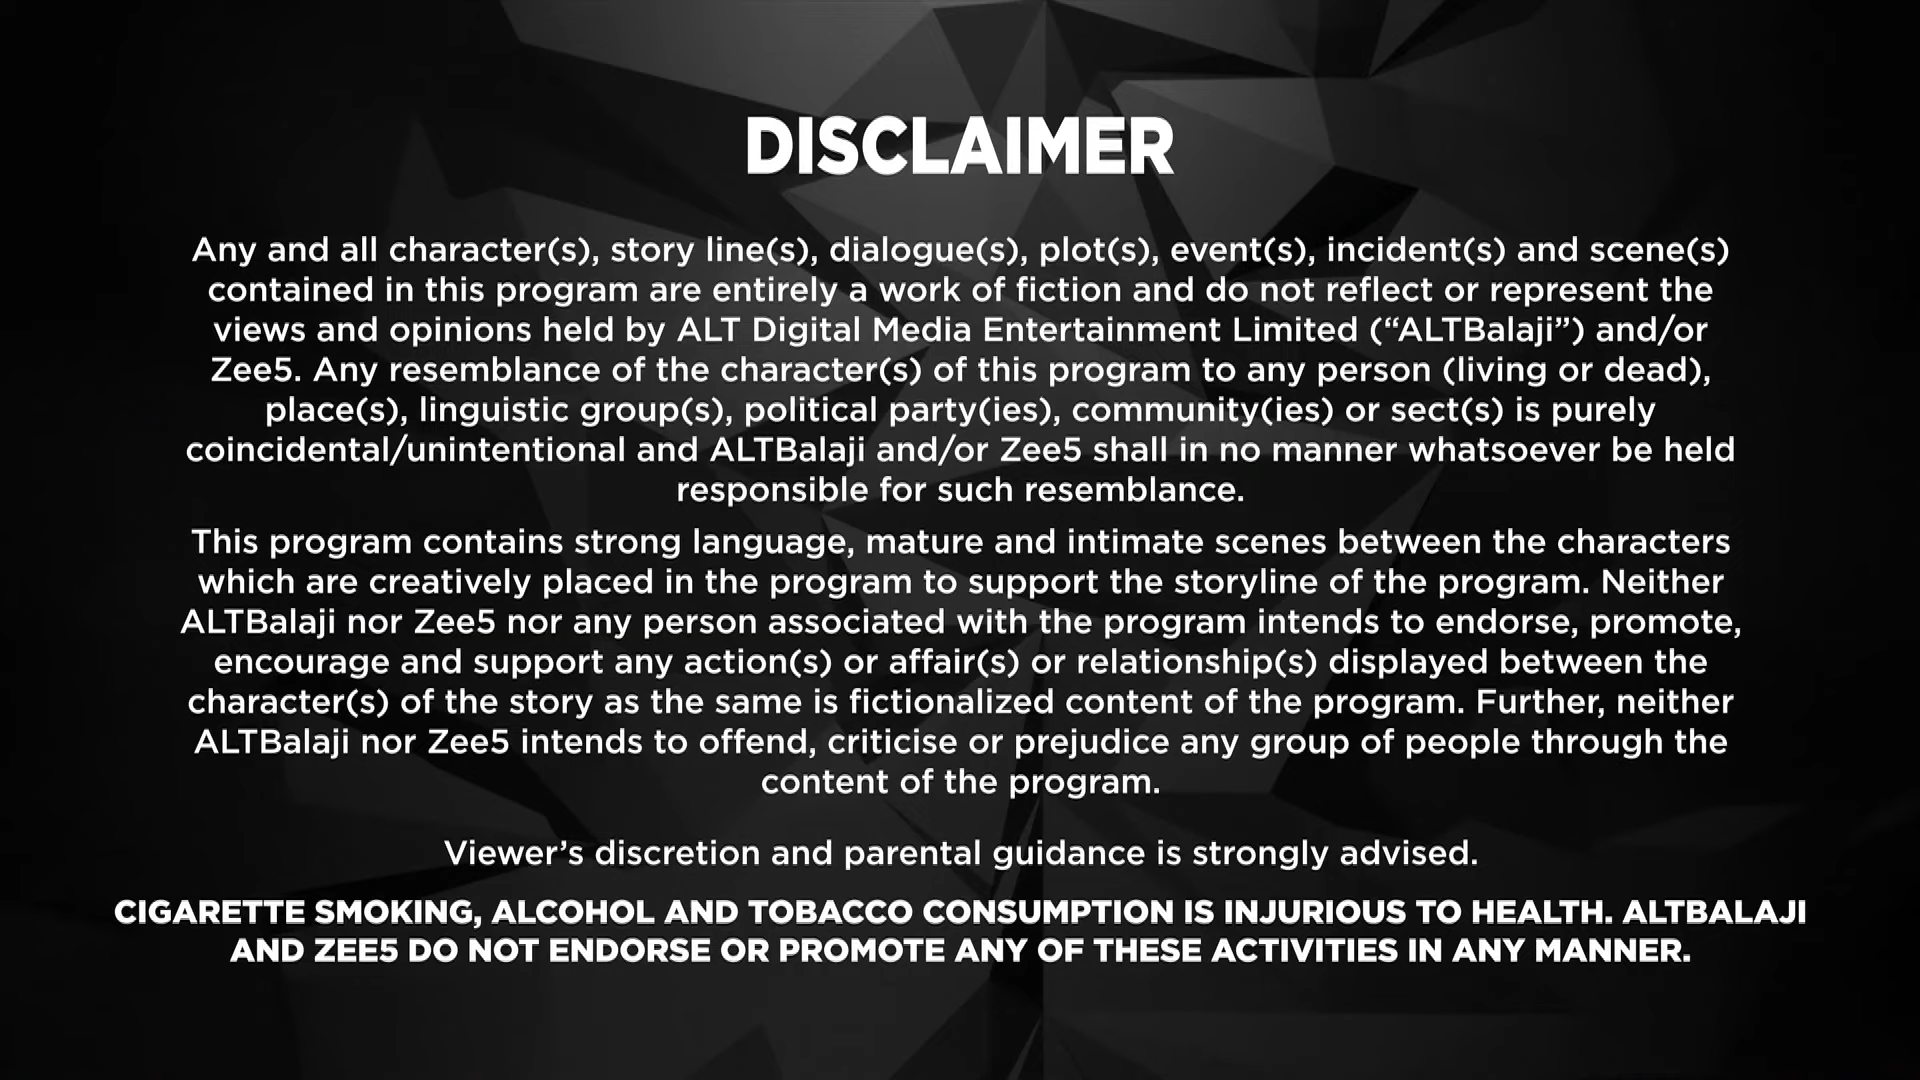 DISCLAIMER
Any and all character(s), story line(s), dialogue(s), plot(s), event(s), incident(s) and scene(s)
contained in this program are entirely a work of fiction and do not reflect or represent the
views and opinions held by ALT Digital Media Entertainment Limited (“ALTBalaji”) and/or
Zee5. Any resemblance of the character(s) of this program to any person (living or dead),
place(s), linguistic group(s), political party(ies), community(ies) or sect(s) is purely
coincidental/unintentional and ALTBalaji and/or Zee5 shall in no manner whatsoever be held
responsible for such resemblance.
This program contains strong language, mature and intimate scenes between the characters
which are creatively placed in the program to support the storyline of the program. Neither
ALTBalaji nor Zee5 nor any person associated with the program intends to endorse, promote,
encourage and support any action(s) or affair(s) or relationship(s) displayed between the
character(s) of the story as the same is fictionalized content of the program. Further, neither
ALTBalaji nor Zee5 intends to offend, criticise or prejudice any group of people through the
content of the program.
Viewer’s discretion and parental guidance is strongly advised.
CIGARETTE SMOKING, ALCOHOL AND TOBACCO CONSUMPTION IS INJURIOUS TO HEALTH. ALTBALAJI
AND ZEE5 DO NOT ENDORSE OR PROMOTE ANY OF THESE ACTIVITIES IN ANY MANNER.